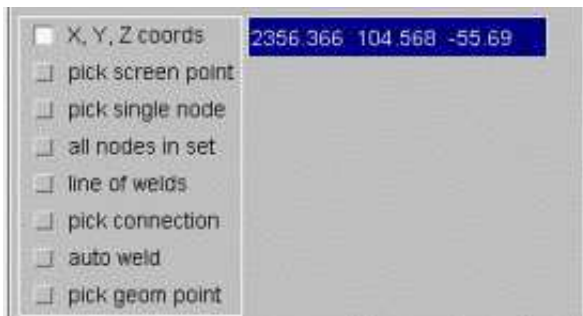 X, Y, Z coords 2356.366 104.568 -55.69
pick screen point
pick single node
all nodes in set
line of welds
pick connection
auto weld
pick geom point